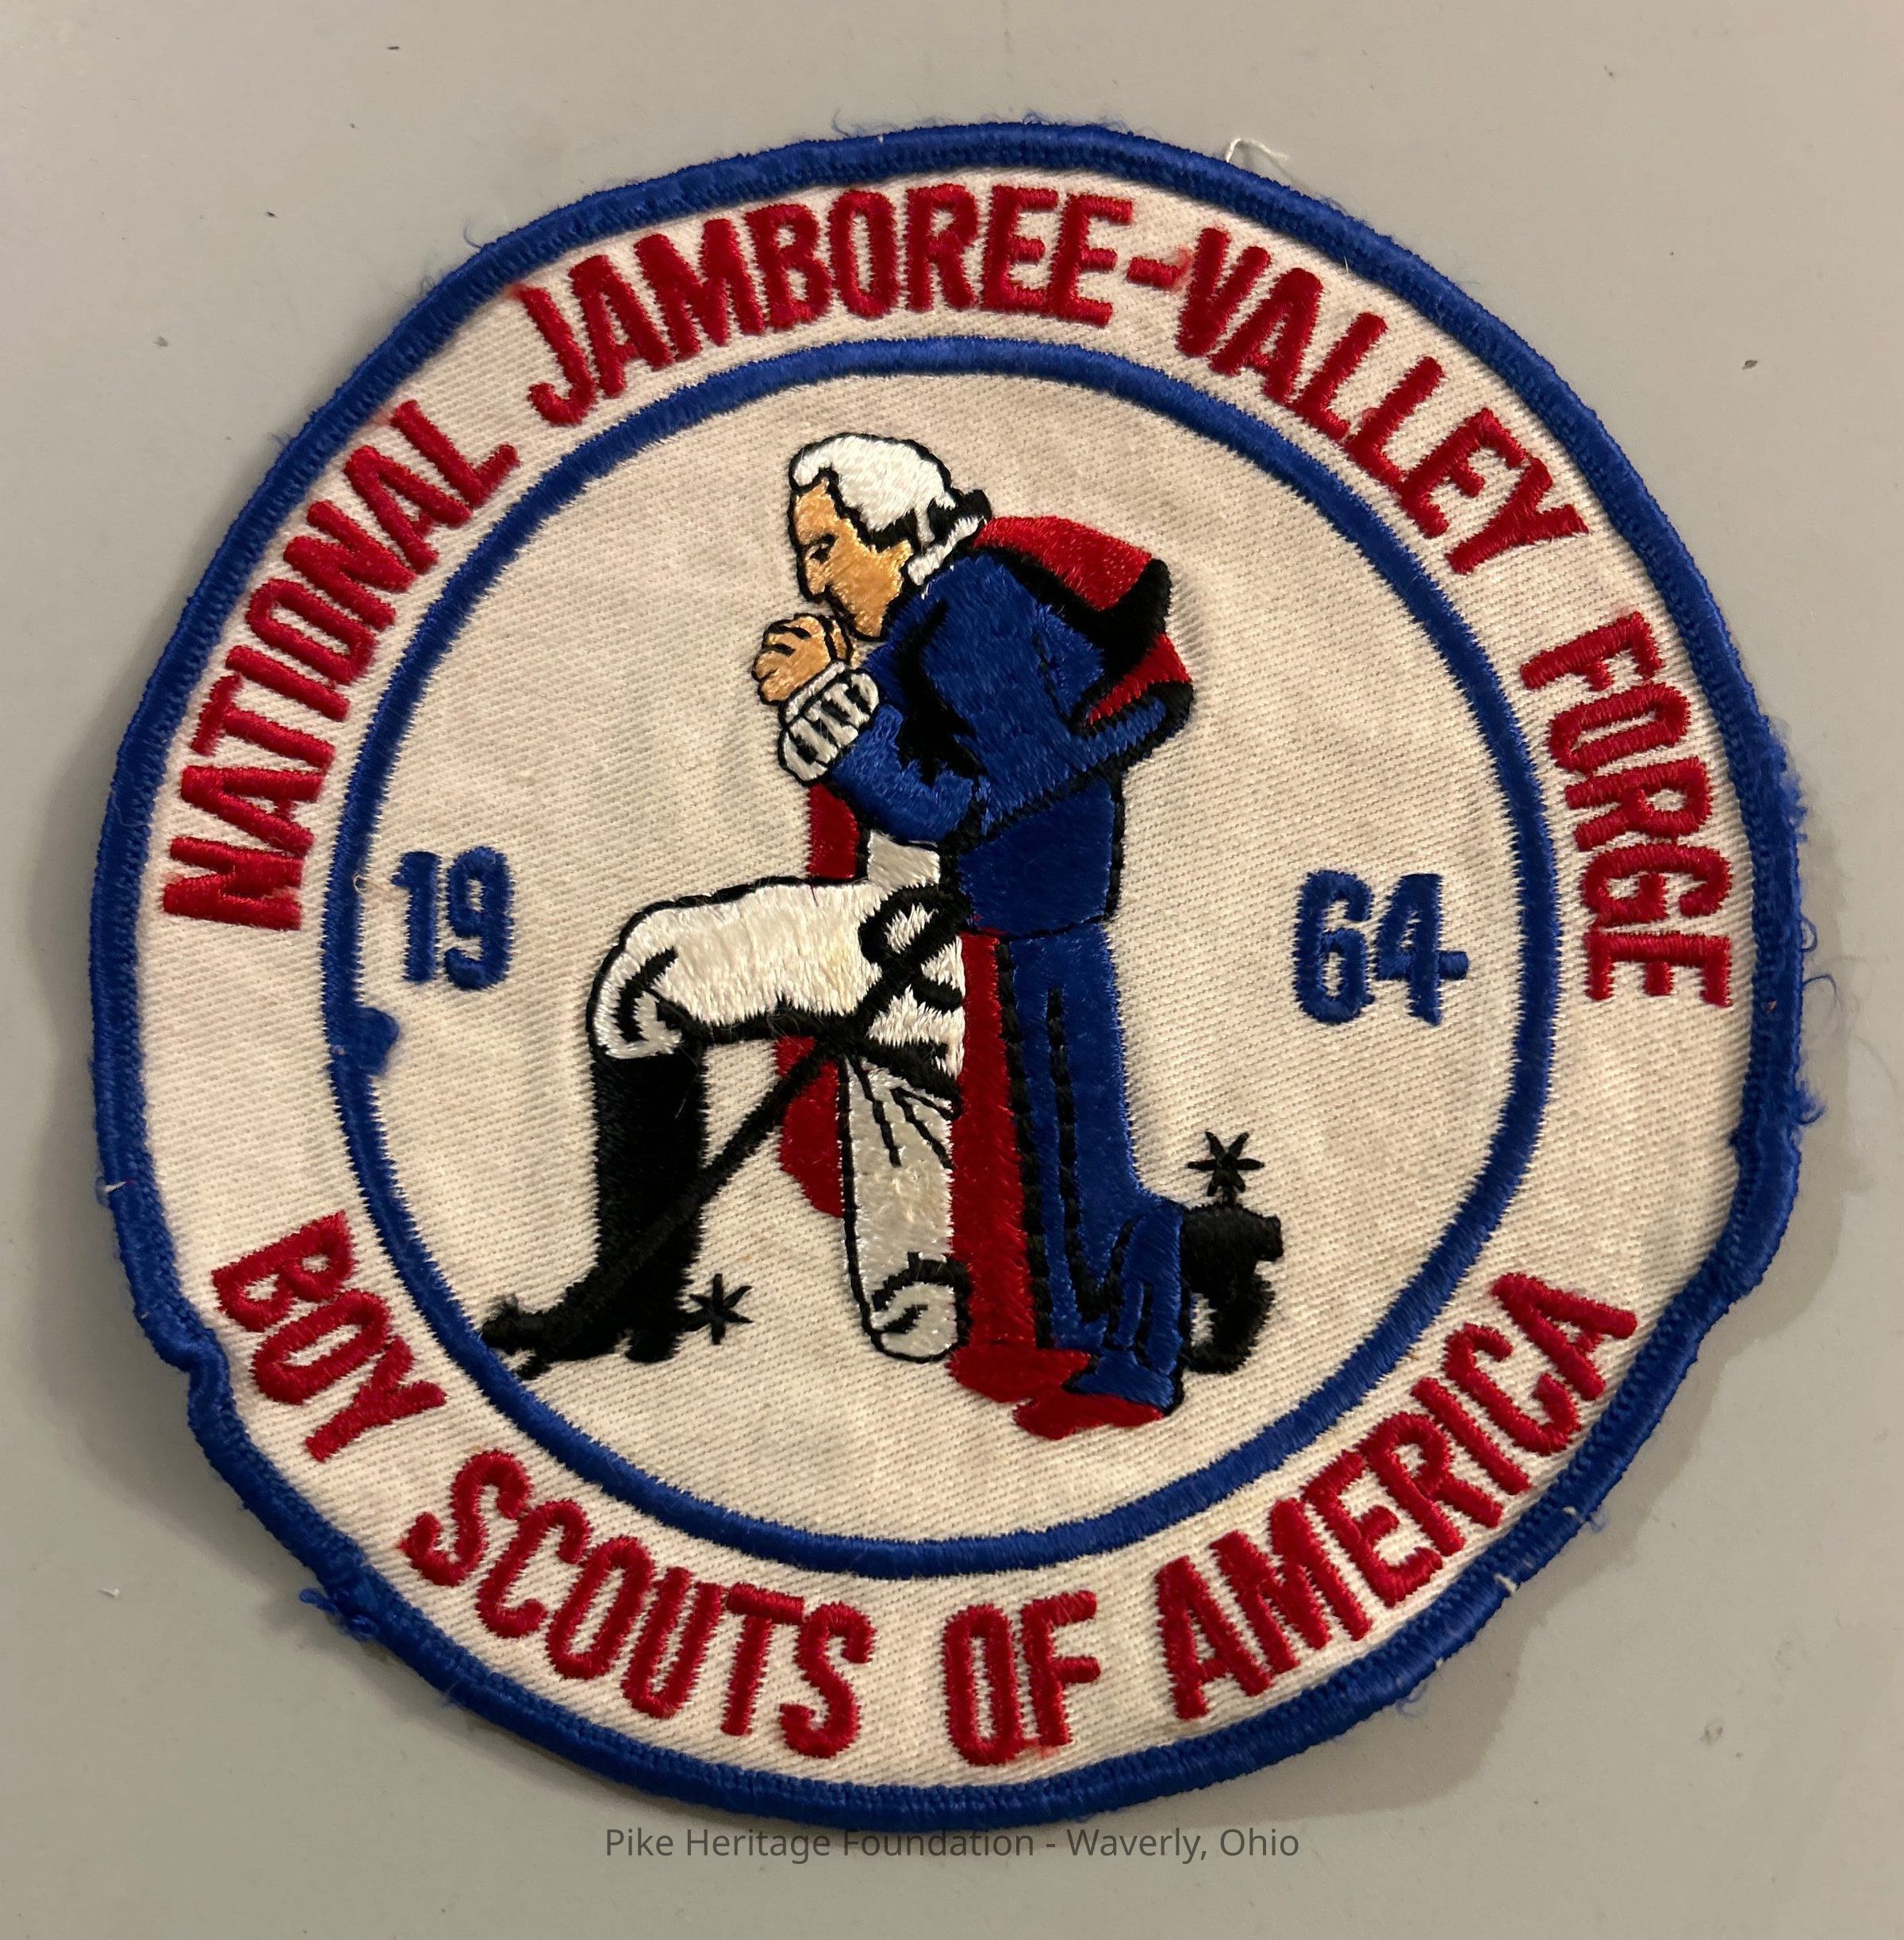 NATIONAL JAMBOREE-VALLEY FORGE
19 64
BOY SCOUTS OF AMERICA
Pike Heritage Foundation - Waverly, Ohio